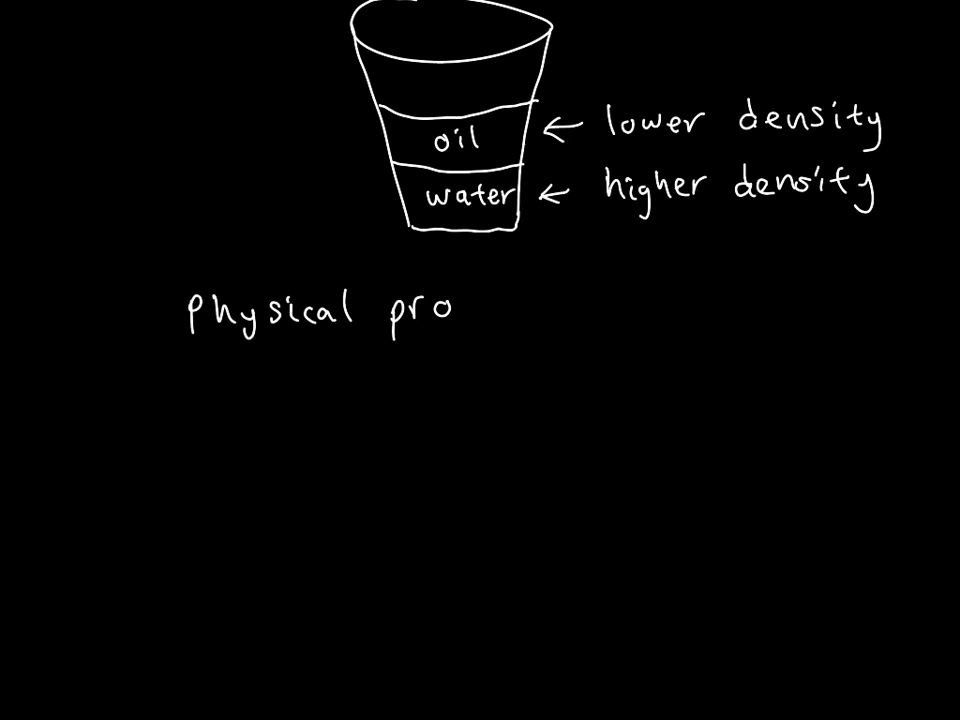 oil
← lower density
water
← higher density
physical pro